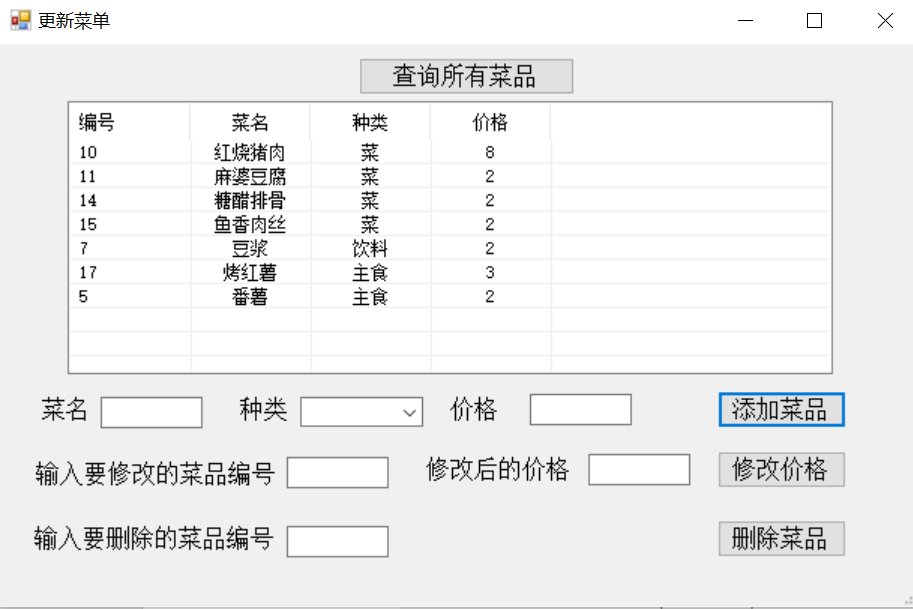 更新菜单
查询所有菜品
编号 菜名 种类 价格
10 红烧猪肉 菜 8
11 麻婆豆腐 菜 2
14 糖醋排骨 菜 2
15 鱼香肉丝 菜 2
7 豆浆 饮料 2
17 烤红薯 主食 3
5 番薯 主食 2
菜名 种类 价格 添加菜品
输入要修改的菜品编号 修改后的价格 修改价格
输入要删除的菜品编号 删除菜品